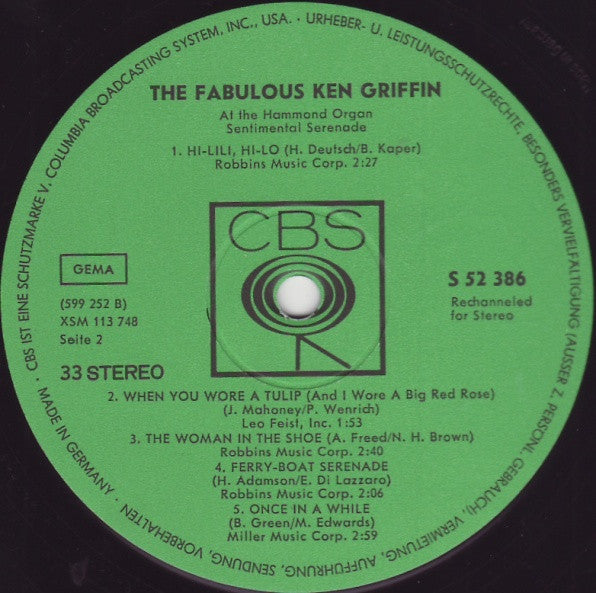 CBS IST EINE SCHUTZMARKE V. COLUMBIA BROADCASTING SYSTEM, INC., USA. · URHEBER- U. LEISTUNGSSCHUTZRECHTE, BESONDERS VERVIELFÄLTIGUNG (AUSSER Z. PERSÖNL. GEBRAUCH), VERMIETUNG, AUFFÜHRUNG, SENDUNG, VORBEHALTEN · MADE IN GERMANY ·
THE FABULOUS KEN GRIFFIN
At the Hammond Organ
Sentimental Serenade
1. HI-LILI, HI-LO (H. Deutsch/B. Kaper)
Robbins Music Corp. 2:27
CBS
GEMA
(599 252 B)
XSM 113 748
Seite 2
33 STEREO
S 52 386
Rechanneled
for Stereo
2. WHEN YOU WORE A TULIP (And I Wore A Big Red Rose)
(J. Mahoney/P. Wenrich)
Leo Feist, Inc. 1:53
3. THE WOMAN IN THE SHOE (A. Freed/N. H. Brown)
Robbins Music Corp. 2:40
4. FERRY-BOAT SERENADE
(H. Adamson/E. Di Lazzaro)
Robbins Music Corp. 2:06
5. ONCE IN A WHILE
(B. Green/M. Edwards)
Miller Music Corp. 2:59